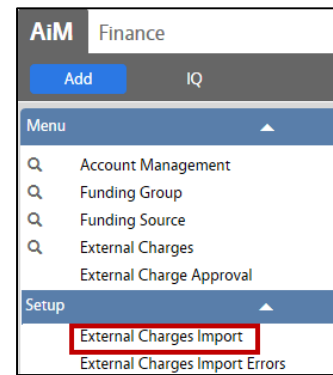 AiM Finance
Add IQ
Menu
Account Management
Funding Group
Funding Source
External Charges
External Charge Approval
Setup
External Charges Import
External Charges Import Errors